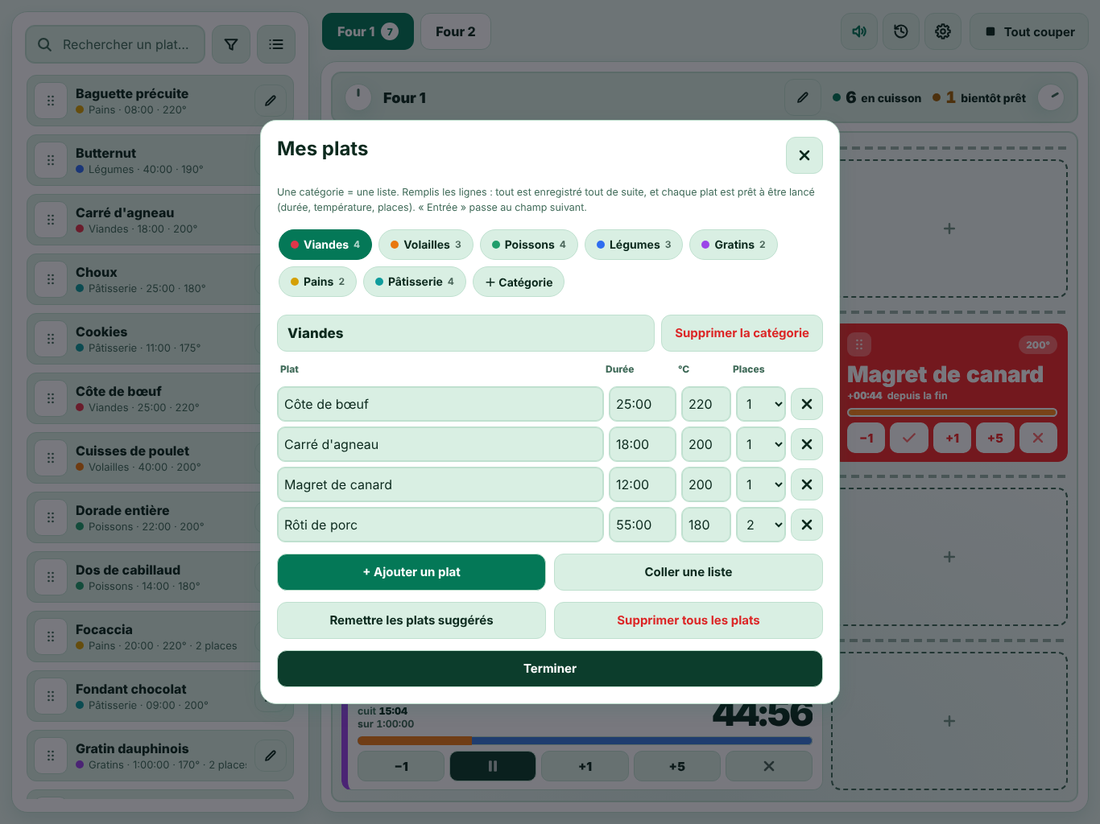 Rechercher un plat...
Four 1 7
Four 2
Tout couper
Baguette précuite
Pains · 08:00 · 220°
Butternut
Légumes · 40:00 · 190°
Carré d'agneau
Viandes · 18:00 · 200°
Choux
Pâtisserie · 25:00 · 180°
Cookies
Pâtisserie · 11:00 · 175°
Côte de bœuf
Viandes · 25:00 · 220°
Cuisses de poulet
Volailles · 40:00 · 200°
Dorade entière
Poissons · 22:00 · 200°
Dos de cabillaud
Poissons · 14:00 · 180°
Focaccia
Pains · 20:00 · 220° · 2 places
Fondant chocolat
Pâtisserie · 09:00 · 200°
Gratin dauphinois
Gratins · 1:00:00 · 170° · 2 place
Four 1
6 en cuisson
1 bientôt prêt
Mes plats
Une catégorie = une liste. Remplis les lignes : tout est enregistré tout de suite, et chaque plat est prêt à être lancé
(durée, température, places). « Entrée » passe au champ suivant.
Viandes 4
Volailles 3
Poissons 4
Légumes 3
Gratins 2
Pains 2
Pâtisserie 4
+ Catégorie
Viandes
Supprimer la catégorie
Plat Durée °C Places
Côte de bœuf 25:00 220 1
Carré d'agneau 18:00 200 1
Magret de canard 12:00 200 1
Rôti de porc 55:00 180 2
+ Ajouter un plat
Coller une liste
Remettre les plats suggérés
Supprimer tous les plats
Terminer
200°
Magret de canard
+00:44 depuis la fin
−1
+1
+5
cuit 15:04
sur 1:00:00
44:56
−1
+1
+5